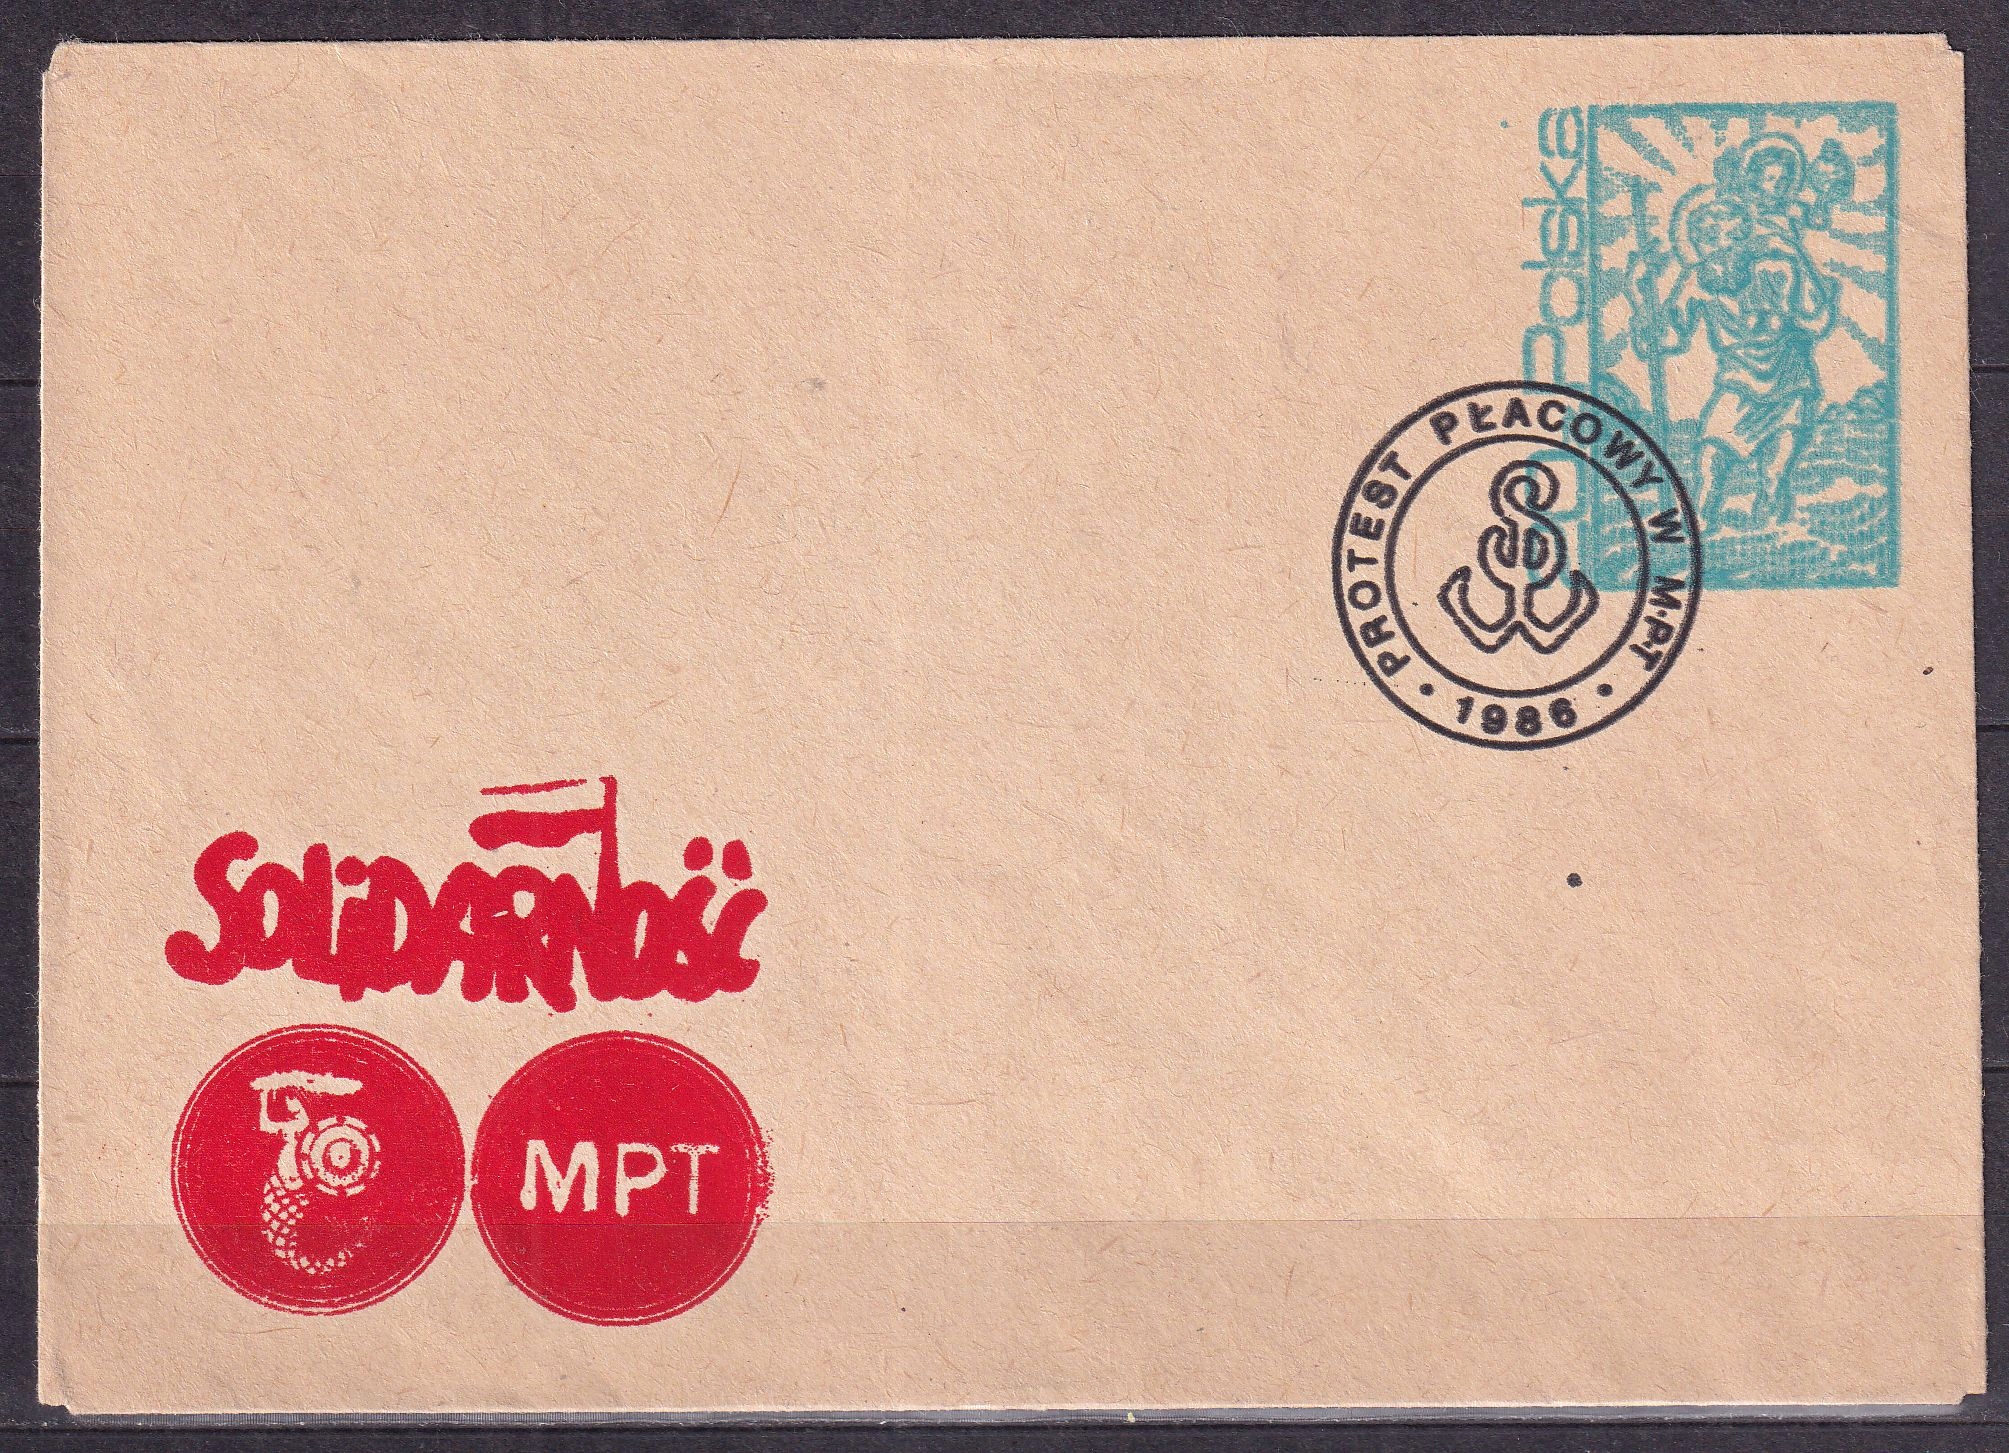 Polska
PROTEST PŁACOWY W M·P·T
• 1986 •
SOLIDARNOŚĆ
MPT